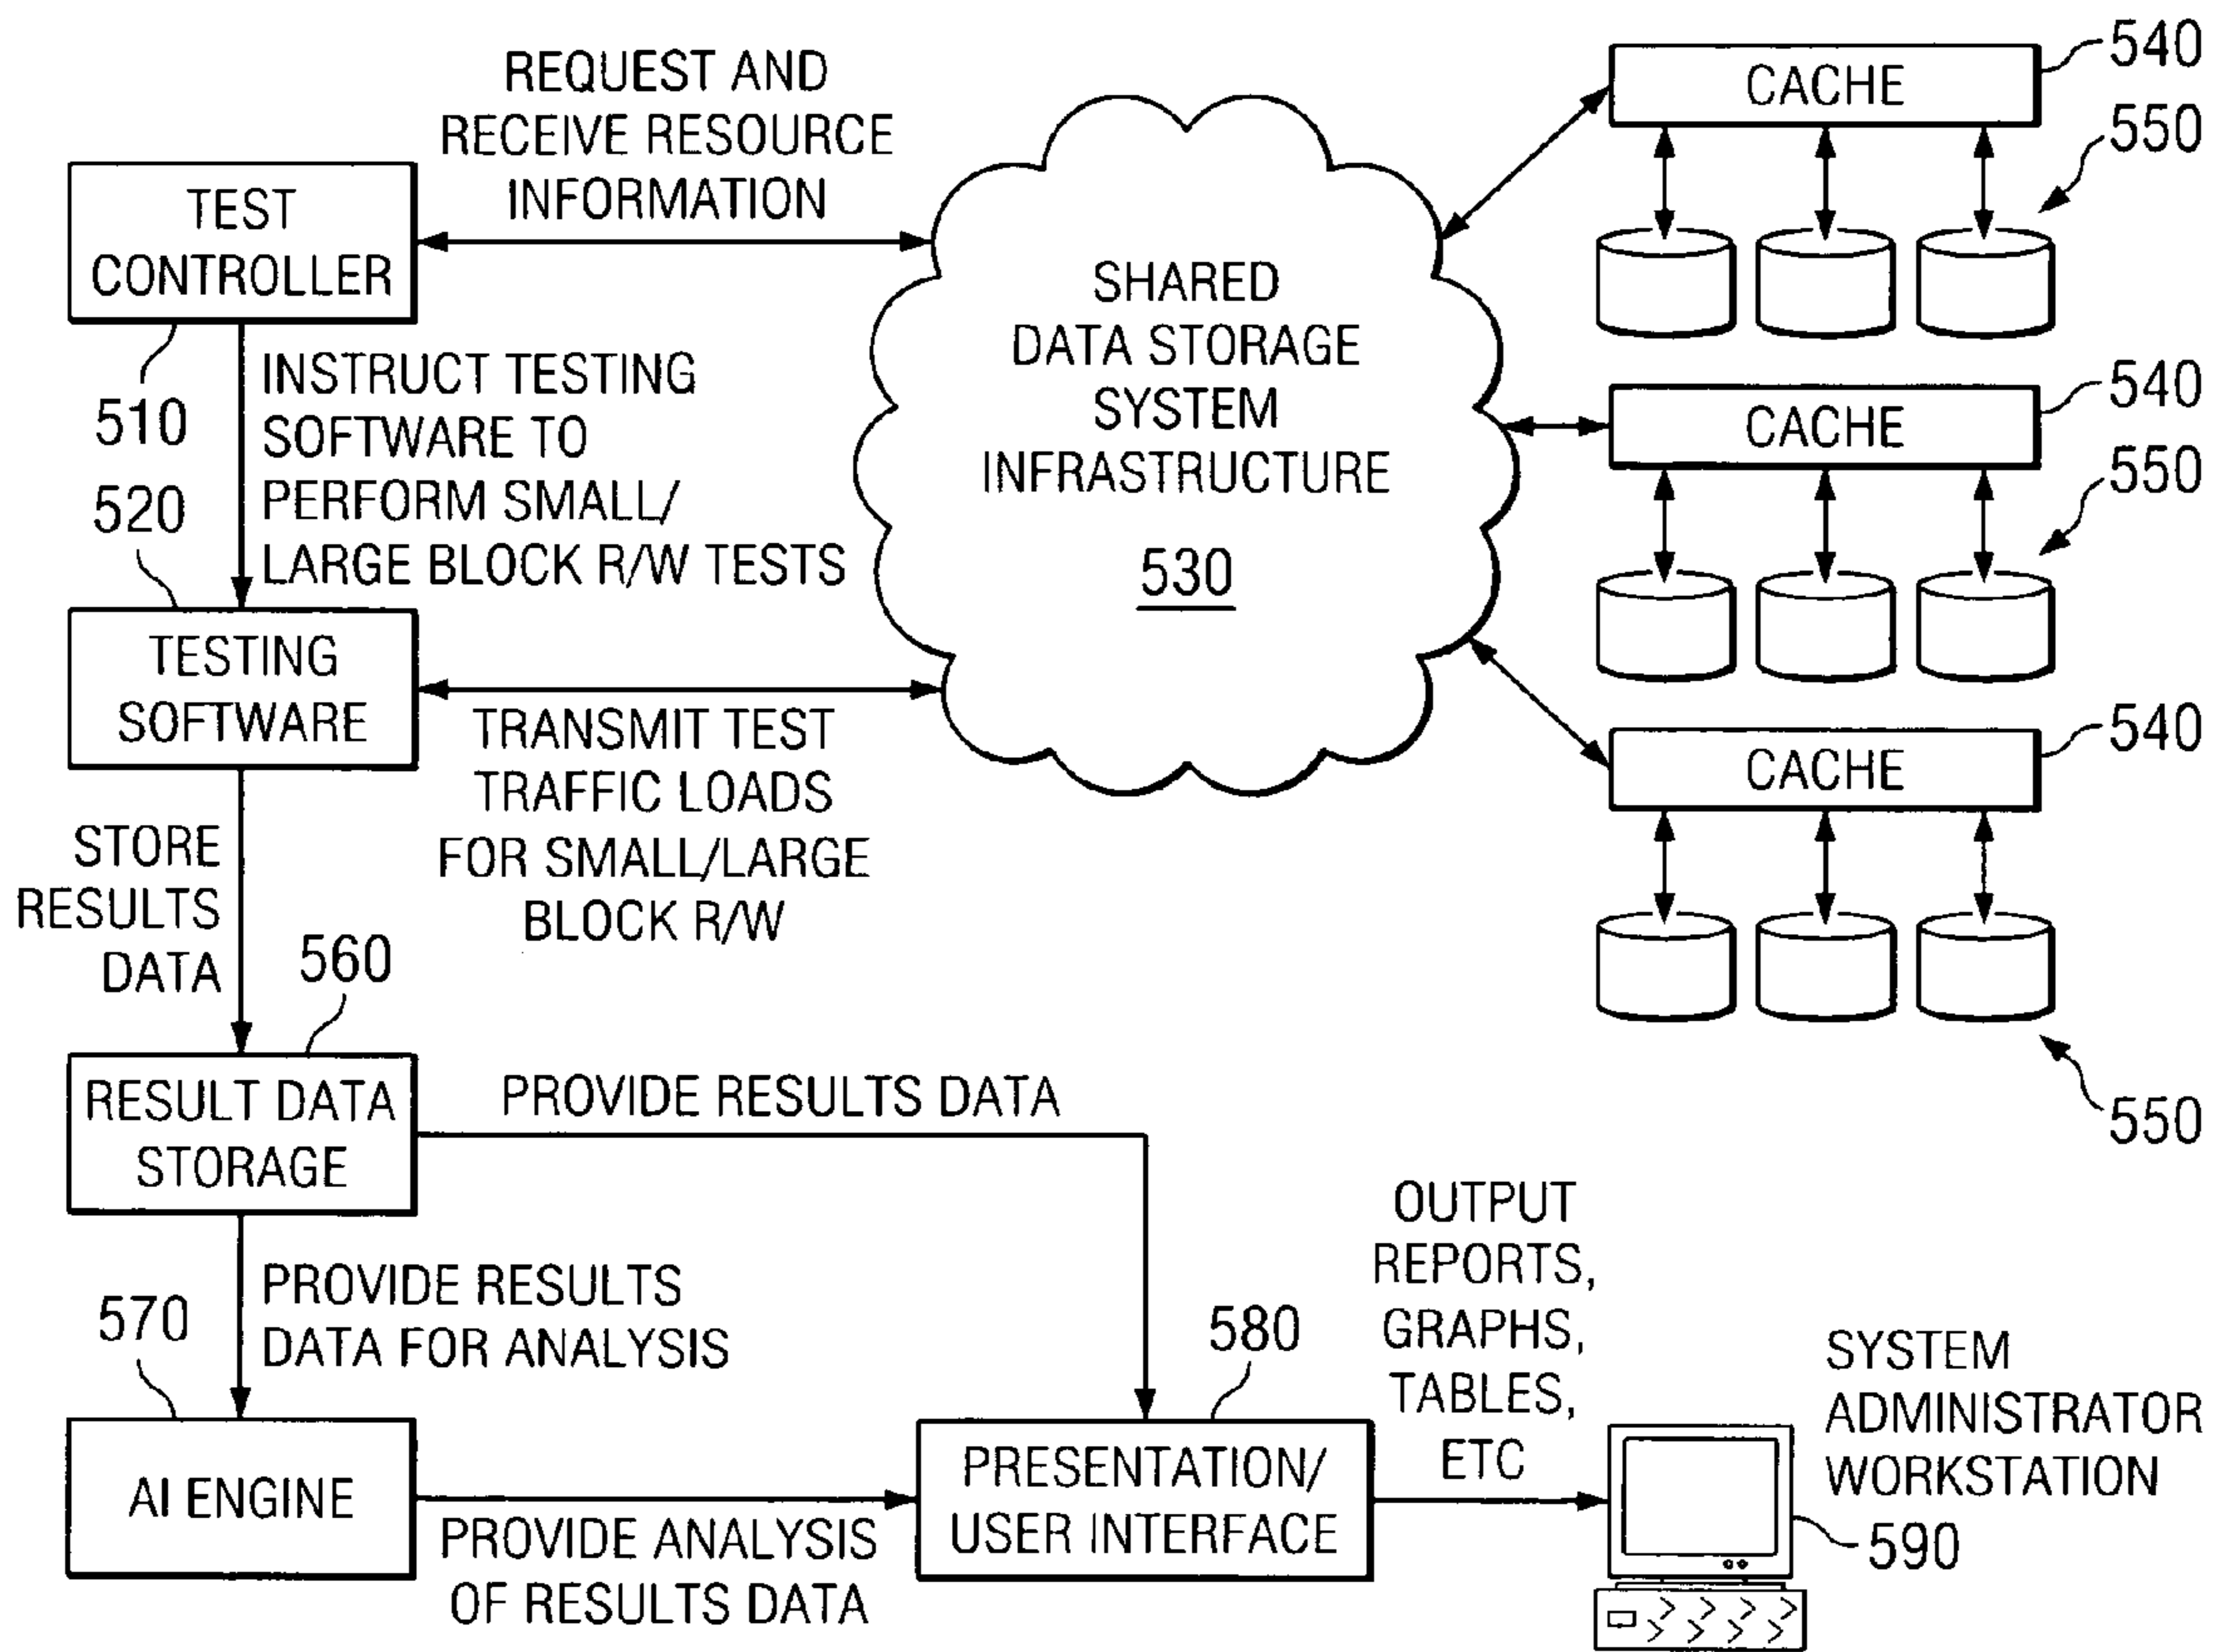 REQUEST AND
RECEIVE RESOURCE
INFORMATION
TEST
CONTROLLER
510
INSTRUCT TESTING
SOFTWARE TO
PERFORM SMALL/
LARGE BLOCK R/W TESTS
520
TESTING
SOFTWARE
TRANSMIT TEST
TRAFFIC LOADS
FOR SMALL/LARGE
BLOCK R/W
SHARED
DATA STORAGE
SYSTEM
INFRASTRUCTURE
530
CACHE
540
550
CACHE
540
550
CACHE
540
550
STORE
RESULTS
DATA
560
RESULT DATA
STORAGE
PROVIDE RESULTS DATA
PROVIDE RESULTS
DATA FOR ANALYSIS
570
AI ENGINE
PROVIDE ANALYSIS
OF RESULTS DATA
580
PRESENTATION/
USER INTERFACE
OUTPUT
REPORTS,
GRAPHS,
TABLES,
ETC
SYSTEM
ADMINISTRATOR
WORKSTATION
590